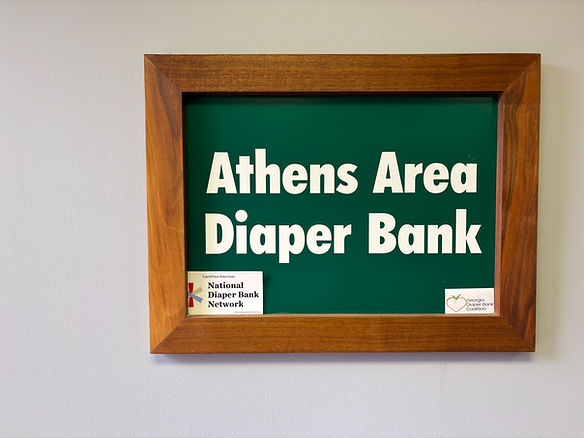 Athens Area
Diaper Bank
Certified Member
National
Diaper Bank
Network
Georgia
Diaper Bank
Coalition